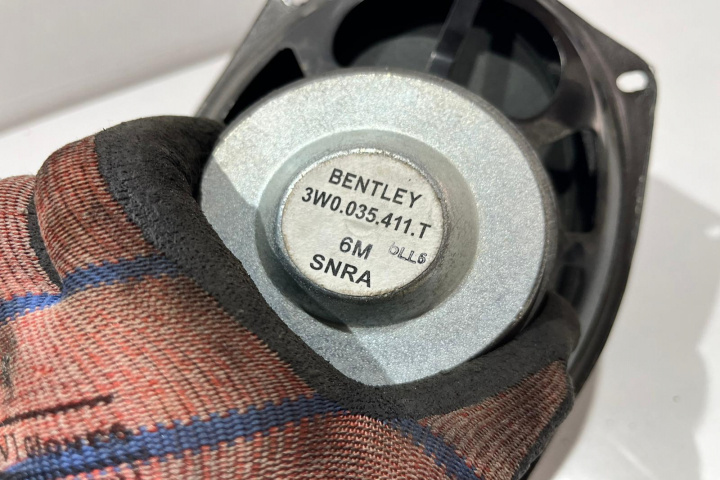 BENTLEY
3W0.035.411.T
6M
SNRA